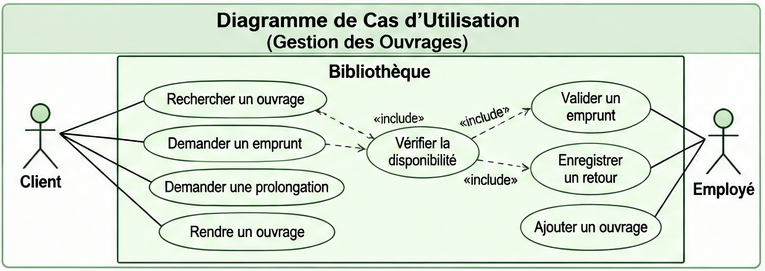 Diagramme de Cas d'Utilisation
(Gestion des Ouvrages)
Bibliothèque
Rechercher un ouvrage
Demander un emprunt
Demander une prolongation
Rendre un ouvrage
Client
«include»
Vérifier la
disponibilité
«include»
«include»
Valider un
emprunt
Enregistrer
un retour
Ajouter un ouvrage
Employé